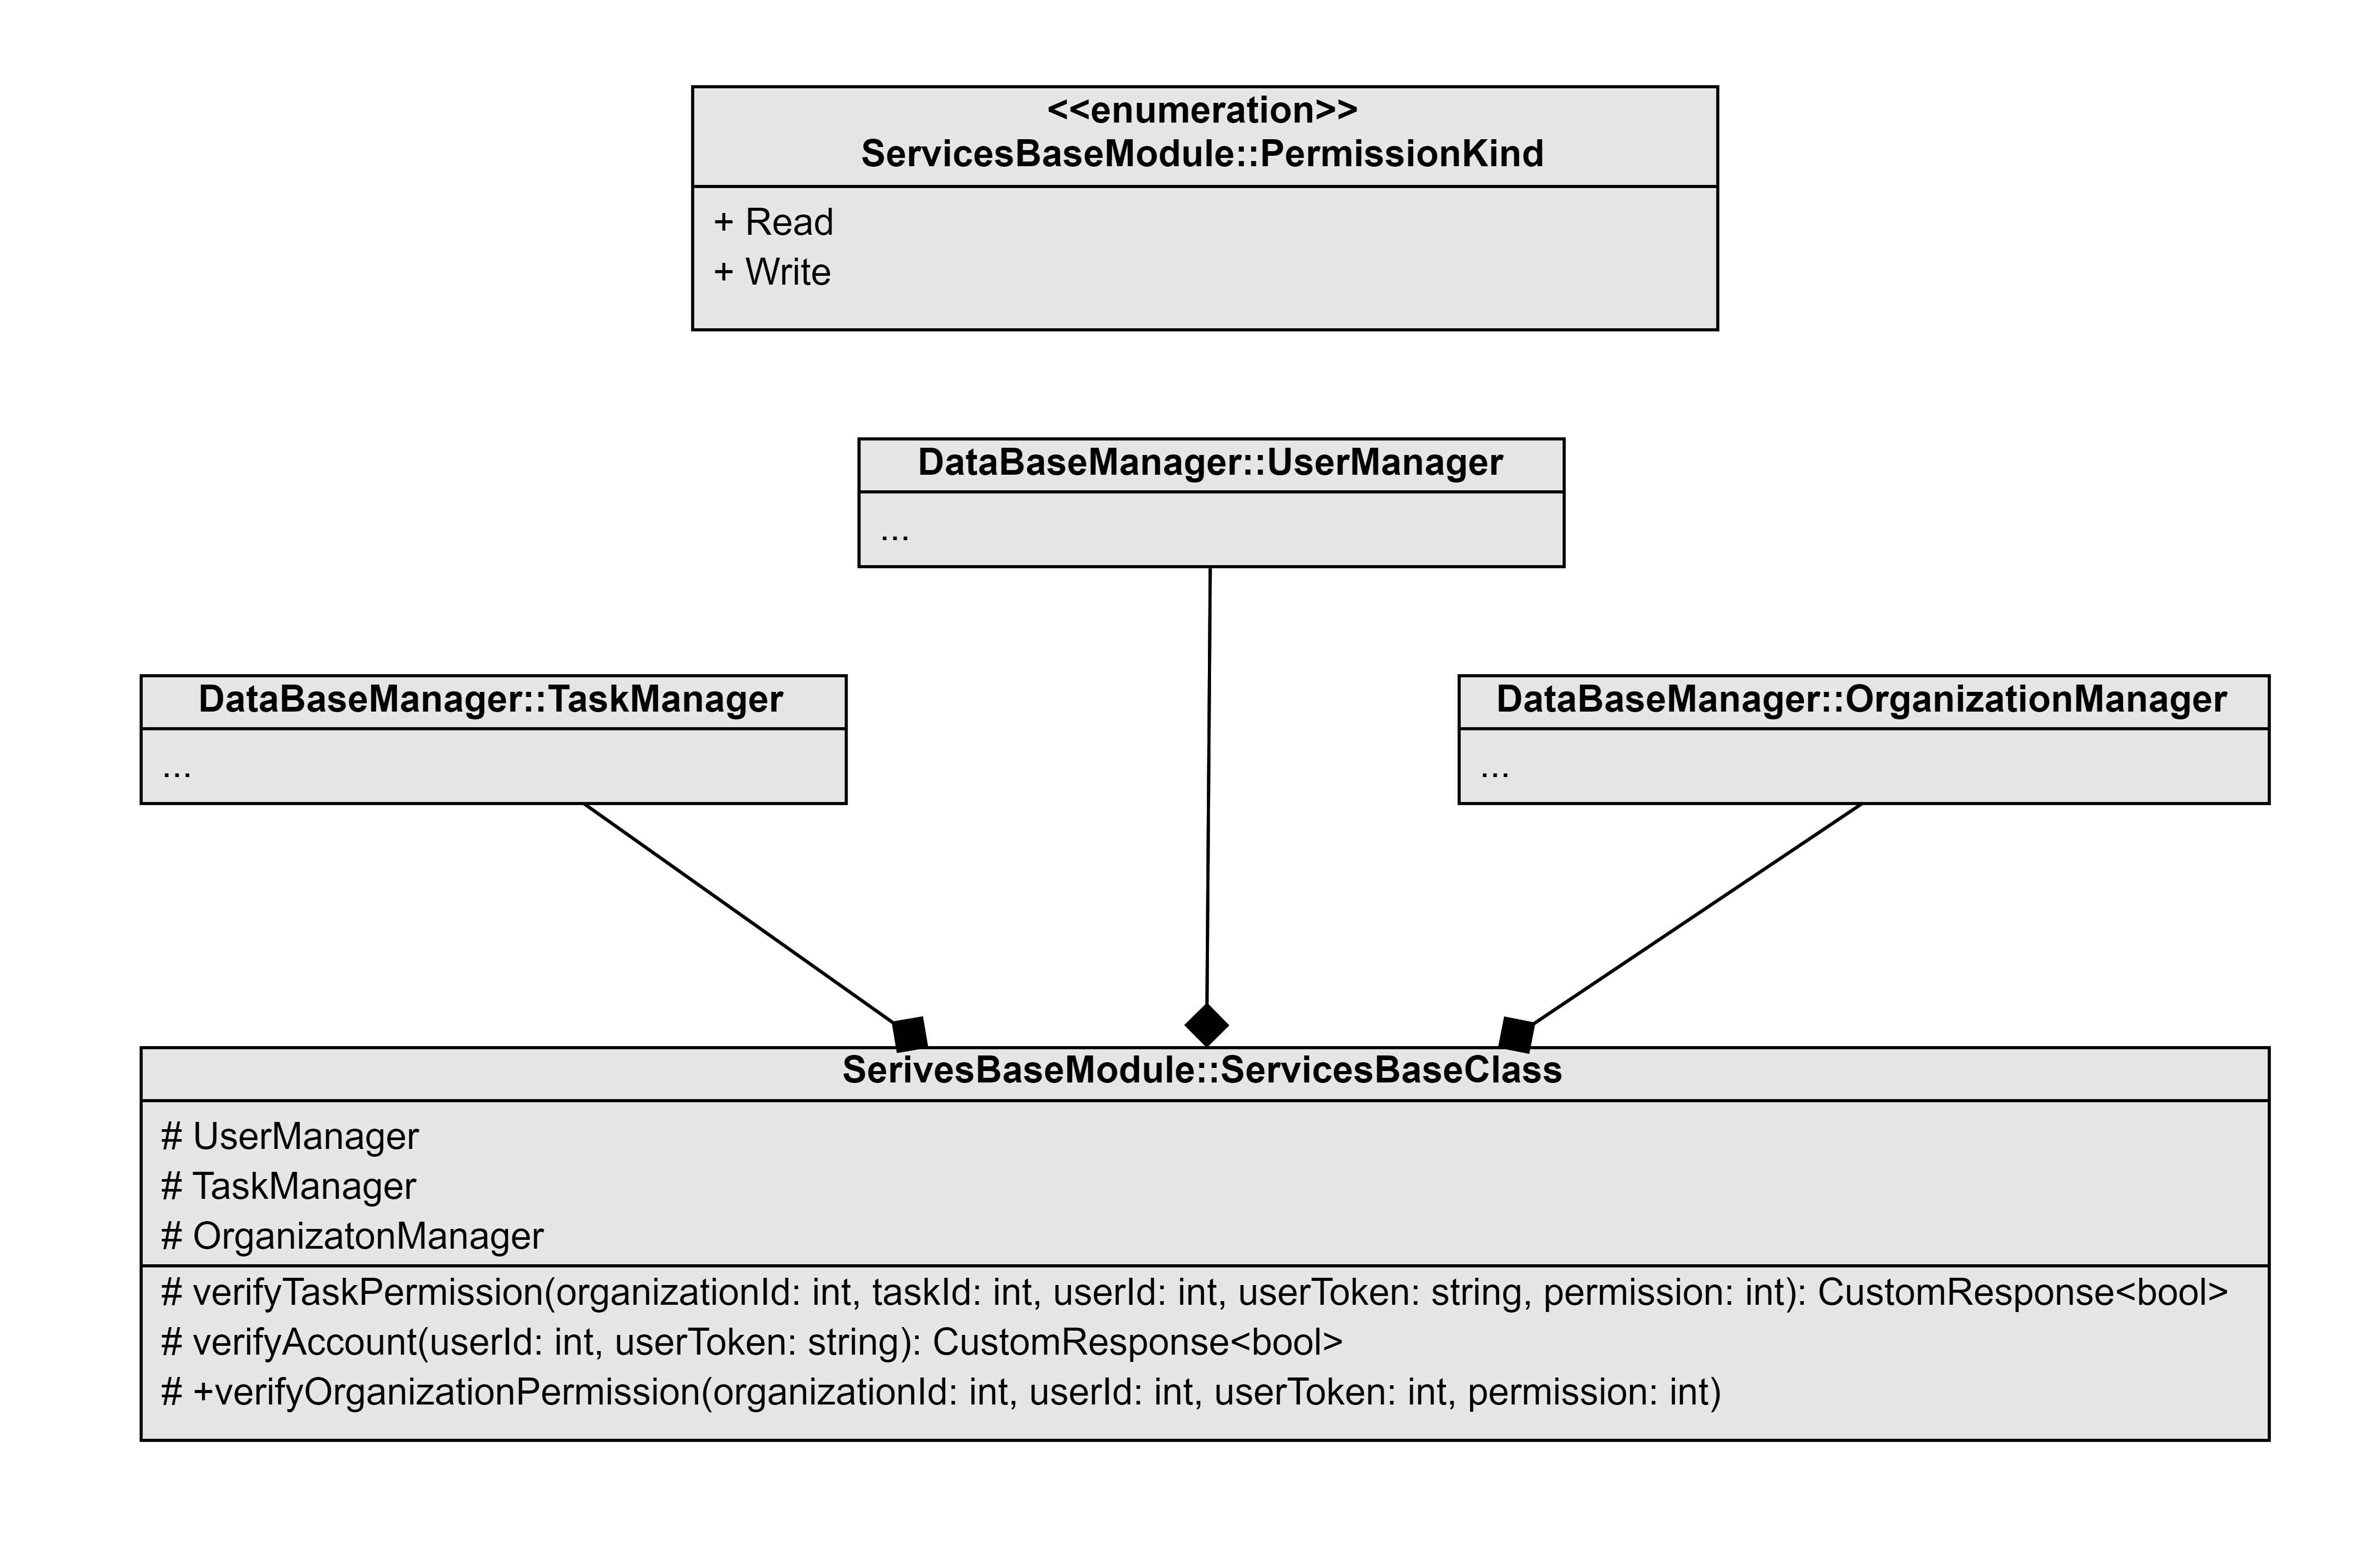 <<enumeration>>
ServicesBaseModule::PermissionKind
+ Read
+ Write
DataBaseManager::UserManager
...
DataBaseManager::TaskManager
...
DataBaseManager::OrganizationManager
...
SerivesBaseModule::ServicesBaseClass
# UserManager
# TaskManager
# OrganizatonManager
# verifyTaskPermission(organizationId: int, taskId: int, userId: int, userToken: string, permission: int): CustomResponse<bool>
# verifyAccount(userId: int, userToken: string): CustomResponse<bool>
# +verifyOrganizationPermission(organizationId: int, userId: int, userToken: int, permission: int)